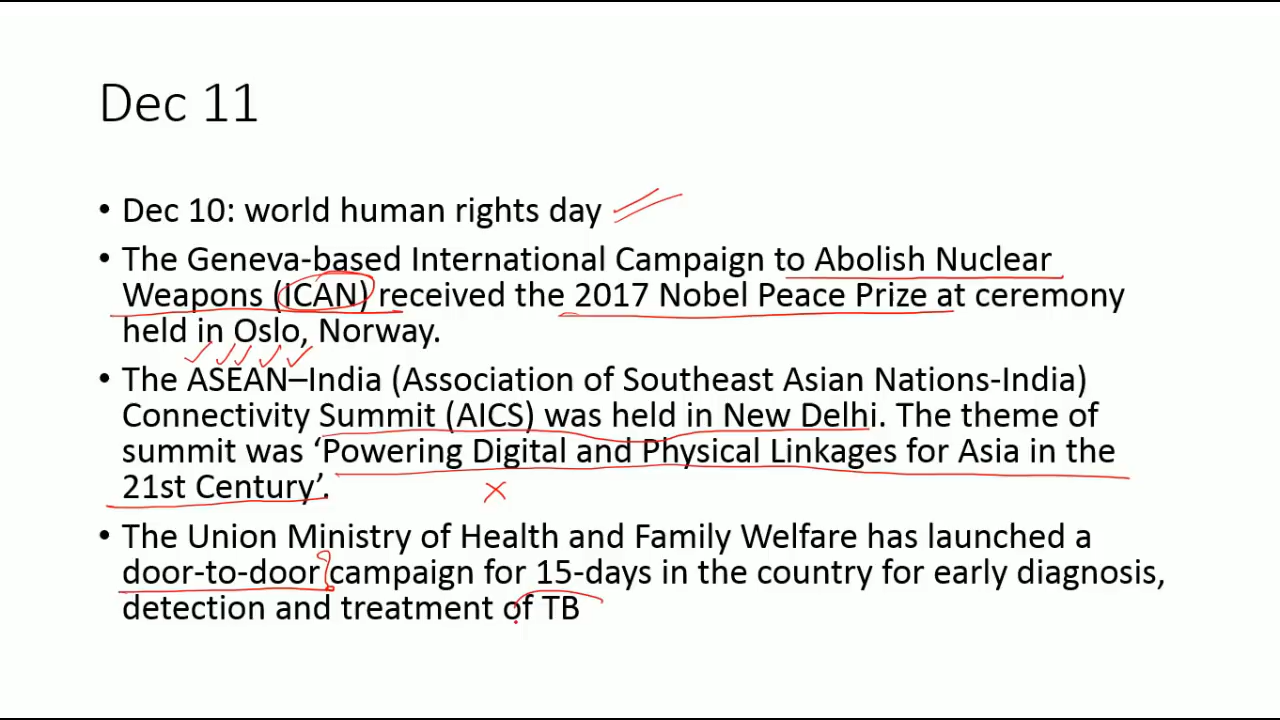 Dec 11
• Dec 10: world human rights day
• The Geneva-based International Campaign to Abolish Nuclear
Weapons (ICAN) received the 2017 Nobel Peace Prize at ceremony
held in Oslo, Norway.
• The ASEAN–India (Association of Southeast Asian Nations-India)
Connectivity Summit (AICS) was held in New Delhi. The theme of
summit was ‘Powering Digital and Physical Linkages for Asia in the
21st Century’.
• The Union Ministry of Health and Family Welfare has launched a
door-to-door campaign for 15-days in the country for early diagnosis,
detection and treatment of TB